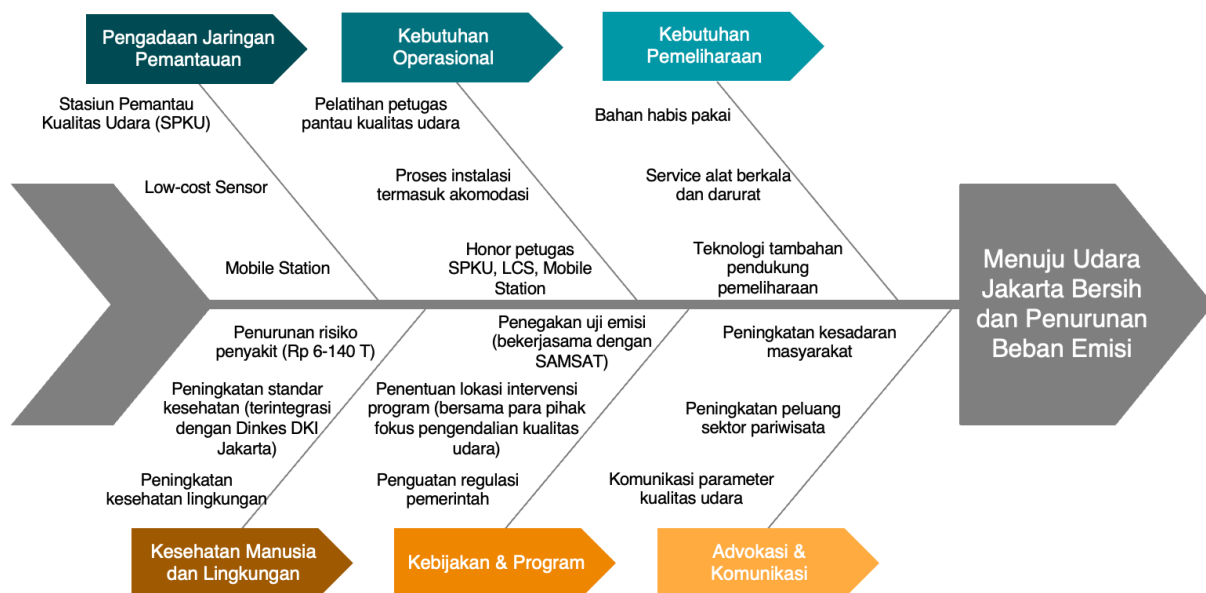 Pengadaan Jaringan
Pemantauan
Stasiun Pemantau
Kualitas Udara (SPKU)
Low-cost Sensor
Mobile Station
Kebutuhan
Operasional
Pelatihan petugas
pantau kualitas udara
Proses instalasi
termasuk akomodasi
Honor petugas
SPKU, LCS, Mobile
Station
Kebutuhan
Pemeliharaan
Bahan habis pakai
Service alat berkala
dan darurat
Teknologi tambahan
pendukung
pemeliharaan
Menuju Udara
Jakarta Bersih
dan Penurunan
Beban Emisi
Penurunan risiko
penyakit (Rp 6-140 T)
Peningkatan standar
kesehatan (terintegrasi
dengan Dinkes DKI
Jakarta)
Peningkatan
kesehatan lingkungan
Kesehatan Manusia
dan Lingkungan
Penegakan uji emisi
(bekerjasama dengan
SAMSAT)
Penentuan lokasi intervensi
program (bersama para pihak
fokus pengendalian kualitas
udara)
Penguatan regulasi
pemerintah
Kebijakan & Program
Peningkatan kesadaran
masyarakat
Peningkatan peluang
sektor pariwisata
Komunikasi parameter
kualitas udara
Advokasi &
Komunikasi